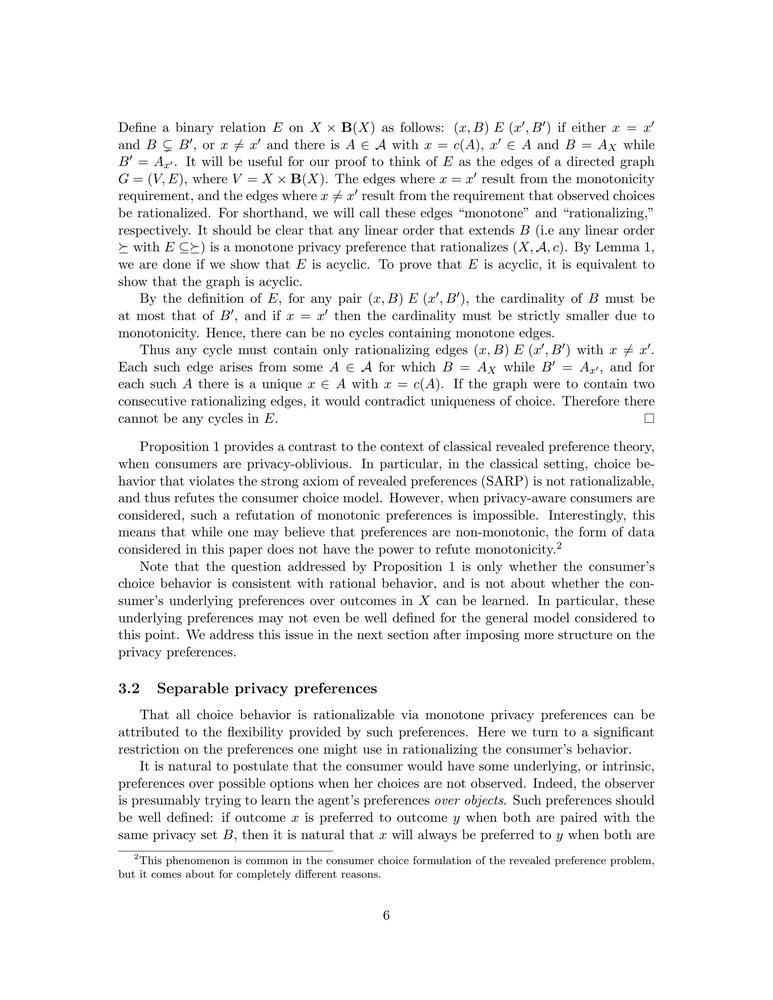 Define a binary relation E on X × B(X) as follows: (x, B) E (x′, B′) if either x = x′
and B ⊊ B′, or x ≠ x′ and there is A ∈ 𝒜 with x = c(A), x′ ∈ A and B = A_X while
B′ = A_{x′}. It will be useful for our proof to think of E as the edges of a directed graph
G = (V, E), where V = X × B(X). The edges where x = x′ result from the monotonicity
requirement, and the edges where x ≠ x′ result from the requirement that observed choices
be rationalized. For shorthand, we will call these edges “monotone” and “rationalizing,”
respectively. It should be clear that any linear order that extends B (i.e any linear order
⪰ with E ⊆⪰) is a monotone privacy preference that rationalizes (X, 𝒜, c). By Lemma 1,
we are done if we show that E is acyclic. To prove that E is acyclic, it is equivalent to
show that the graph is acyclic.
By the definition of E, for any pair (x, B) E (x′, B′), the cardinality of B must be
at most that of B′, and if x = x′ then the cardinality must be strictly smaller due to
monotonicity. Hence, there can be no cycles containing monotone edges.
Thus any cycle must contain only rationalizing edges (x, B) E (x′, B′) with x ≠ x′.
Each such edge arises from some A ∈ 𝒜 for which B = A_X while B′ = A_{x′}, and for
each such A there is a unique x ∈ A with x = c(A). If the graph were to contain two
consecutive rationalizing edges, it would contradict uniqueness of choice. Therefore there
cannot be any cycles in E. □
Proposition 1 provides a contrast to the context of classical revealed preference theory,
when consumers are privacy-oblivious. In particular, in the classical setting, choice be-
havior that violates the strong axiom of revealed preferences (SARP) is not rationalizable,
and thus refutes the consumer choice model. However, when privacy-aware consumers are
considered, such a refutation of monotonic preferences is impossible. Interestingly, this
means that while one may believe that preferences are non-monotonic, the form of data
considered in this paper does not have the power to refute monotonicity.²
Note that the question addressed by Proposition 1 is only whether the consumer’s
choice behavior is consistent with rational behavior, and is not about whether the con-
sumer’s underlying preferences over outcomes in X can be learned. In particular, these
underlying preferences may not even be well defined for the general model considered to
this point. We address this issue in the next section after imposing more structure on the
privacy preferences.
3.2 Separable privacy preferences
That all choice behavior is rationalizable via monotone privacy preferences can be
attributed to the flexibility provided by such preferences. Here we turn to a significant
restriction on the preferences one might use in rationalizing the consumer’s behavior.
It is natural to postulate that the consumer would have some underlying, or intrinsic,
preferences over possible options when her choices are not observed. Indeed, the observer
is presumably trying to learn the agent’s preferences over objects. Such preferences should
be well defined: if outcome x is preferred to outcome y when both are paired with the
same privacy set B, then it is natural that x will always be preferred to y when both are
²This phenomenon is common in the consumer choice formulation of the revealed preference problem,
but it comes about for completely different reasons.
6